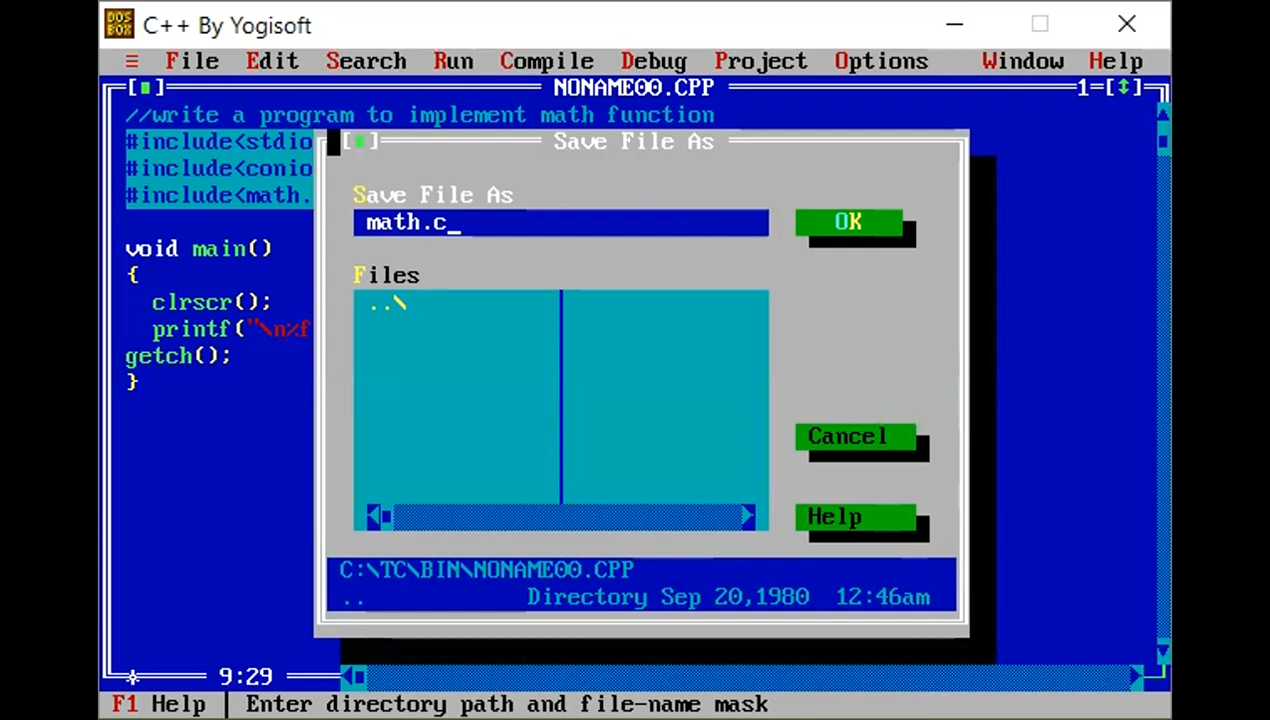 DOS BOX
C++ By Yogisoft
≡ File Edit Search Run Compile Debug Project Options Window Help
NONAME00.CPP 1
//write a program to implement math function
#include<stdio
#include<conio
#include<math.
void main()
{
clrscr();
printf("\n%f
getch();
}
Save File As
Save File As
math.c_
OK
Files
..\
Cancel
Help
C:\TC\BIN\NONAME00.CPP
.. Directory Sep 20,1980 12:46am
9:29
F1 Help Enter directory path and file-name mask